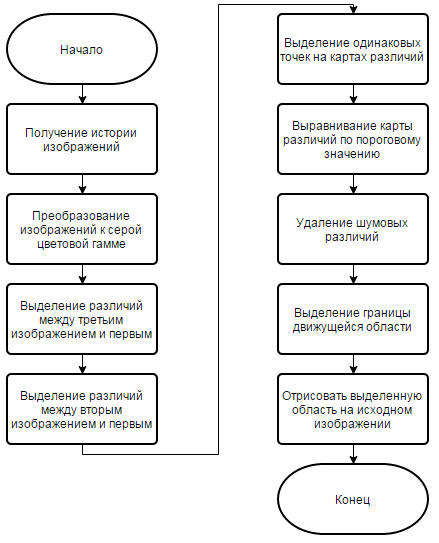 Начало
Получение истории
изображений
Преобразование
изображений к серой
цветовой гамме
Выделение различий
между третьим
изображением и первым
Выделение различий
между вторым
изображением и первым
Выделение одинаковых
точек на картах различий
Выравнивание карты
различий по пороговому
значению
Удаление шумовых
различий
Выделение границы
движущейся области
Отрисовать выделенную
область на исходном
изображении
Конец